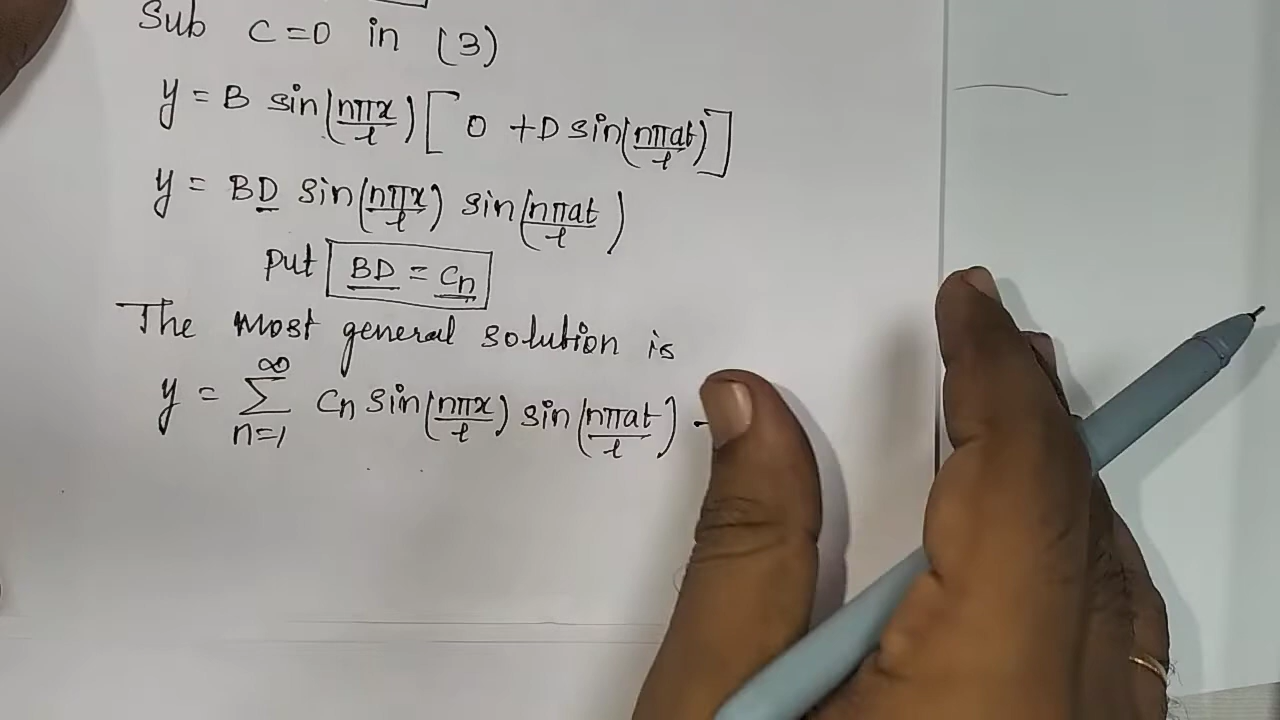 Sub C=0 in (3)
y = B sin(nπx/l) [0 + D sin(nπat/l)]
y = BD sin(nπx/l) sin(nπat/l)
put BD = Cn
The most general solution is
y = ∑_{n=1}^{∞} Cn sin(nπx/l) sin(nπat/l) -